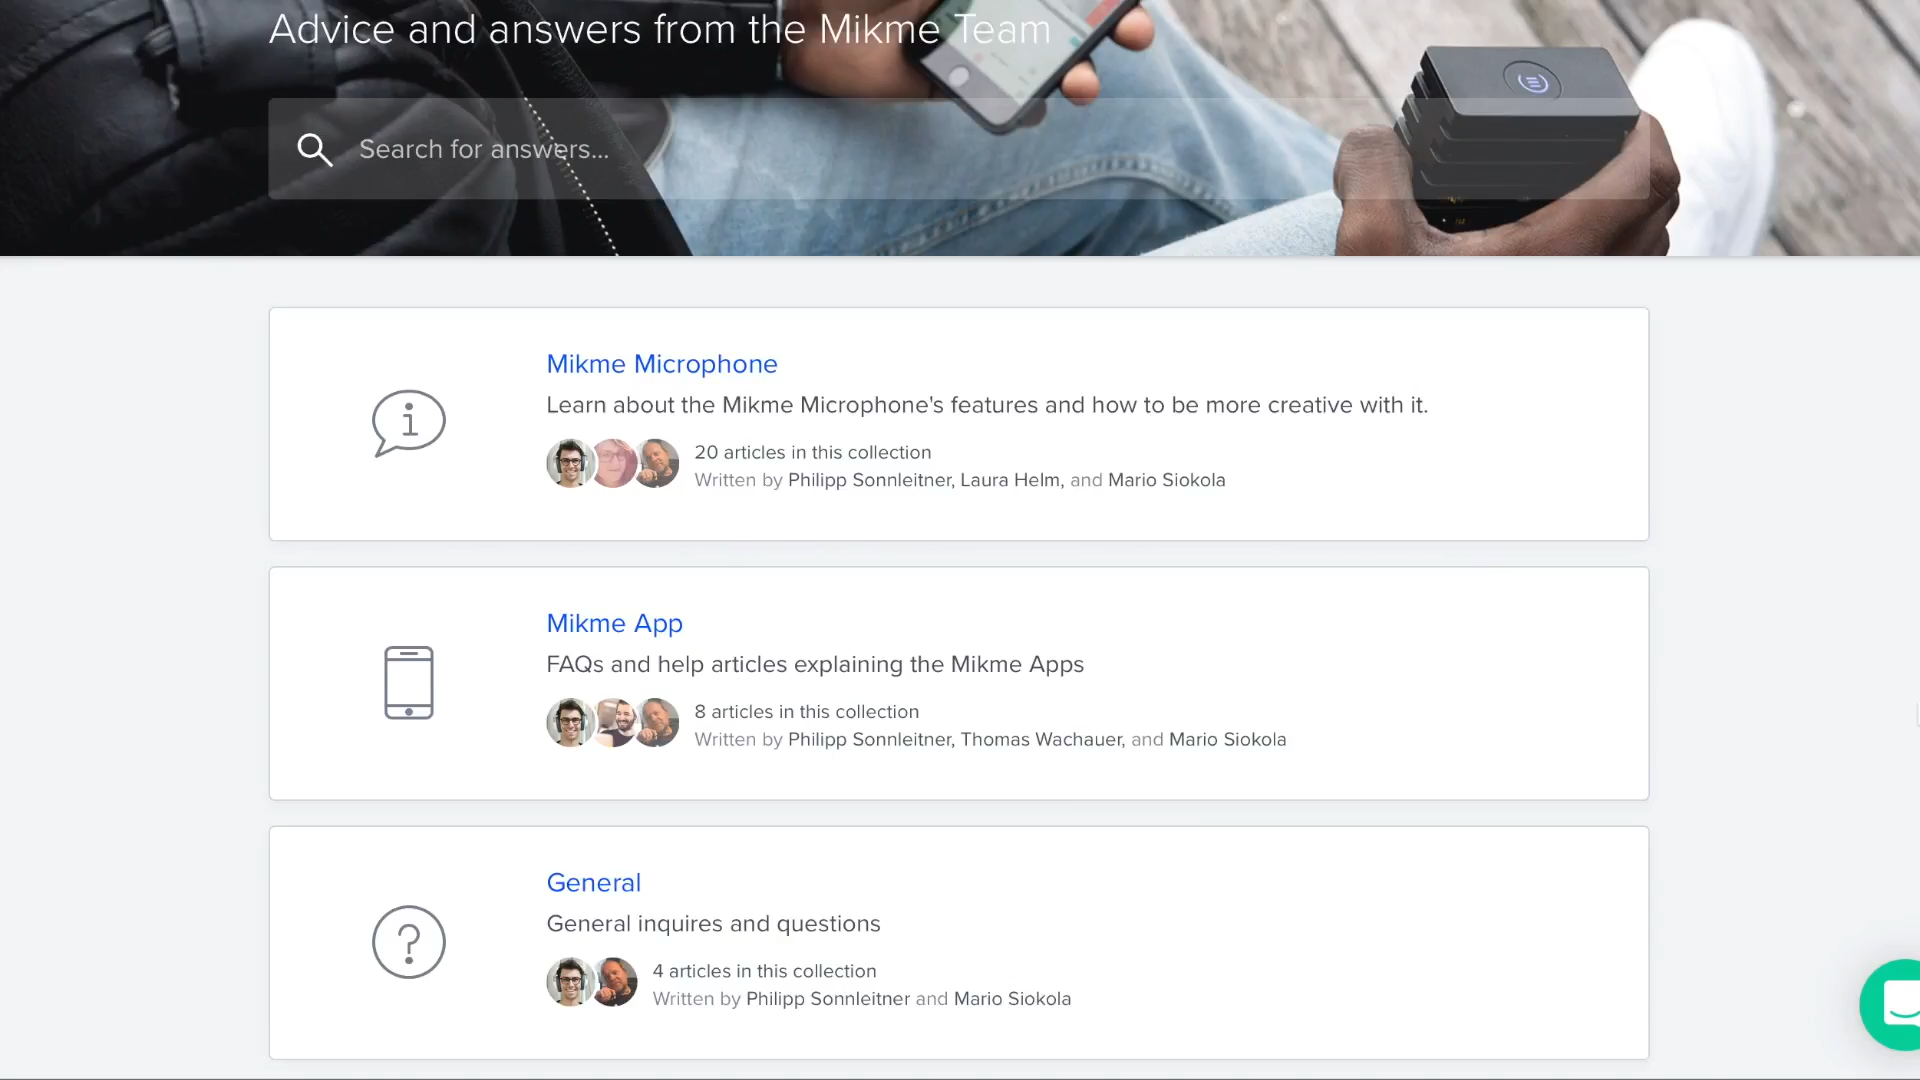 Advice and answers from the Mikme Team
Search for answers...
Mikme Microphone
Learn about the Mikme Microphone's features and how to be more creative with it.
20 articles in this collection
Written by Philipp Sonnleitner, Laura Helm, and Mario Siokola
Mikme App
FAQs and help articles explaining the Mikme Apps
8 articles in this collection
Written by Philipp Sonnleitner, Thomas Wachauer, and Mario Siokola
General
General inquires and questions
4 articles in this collection
Written by Philipp Sonnleitner and Mario Siokola